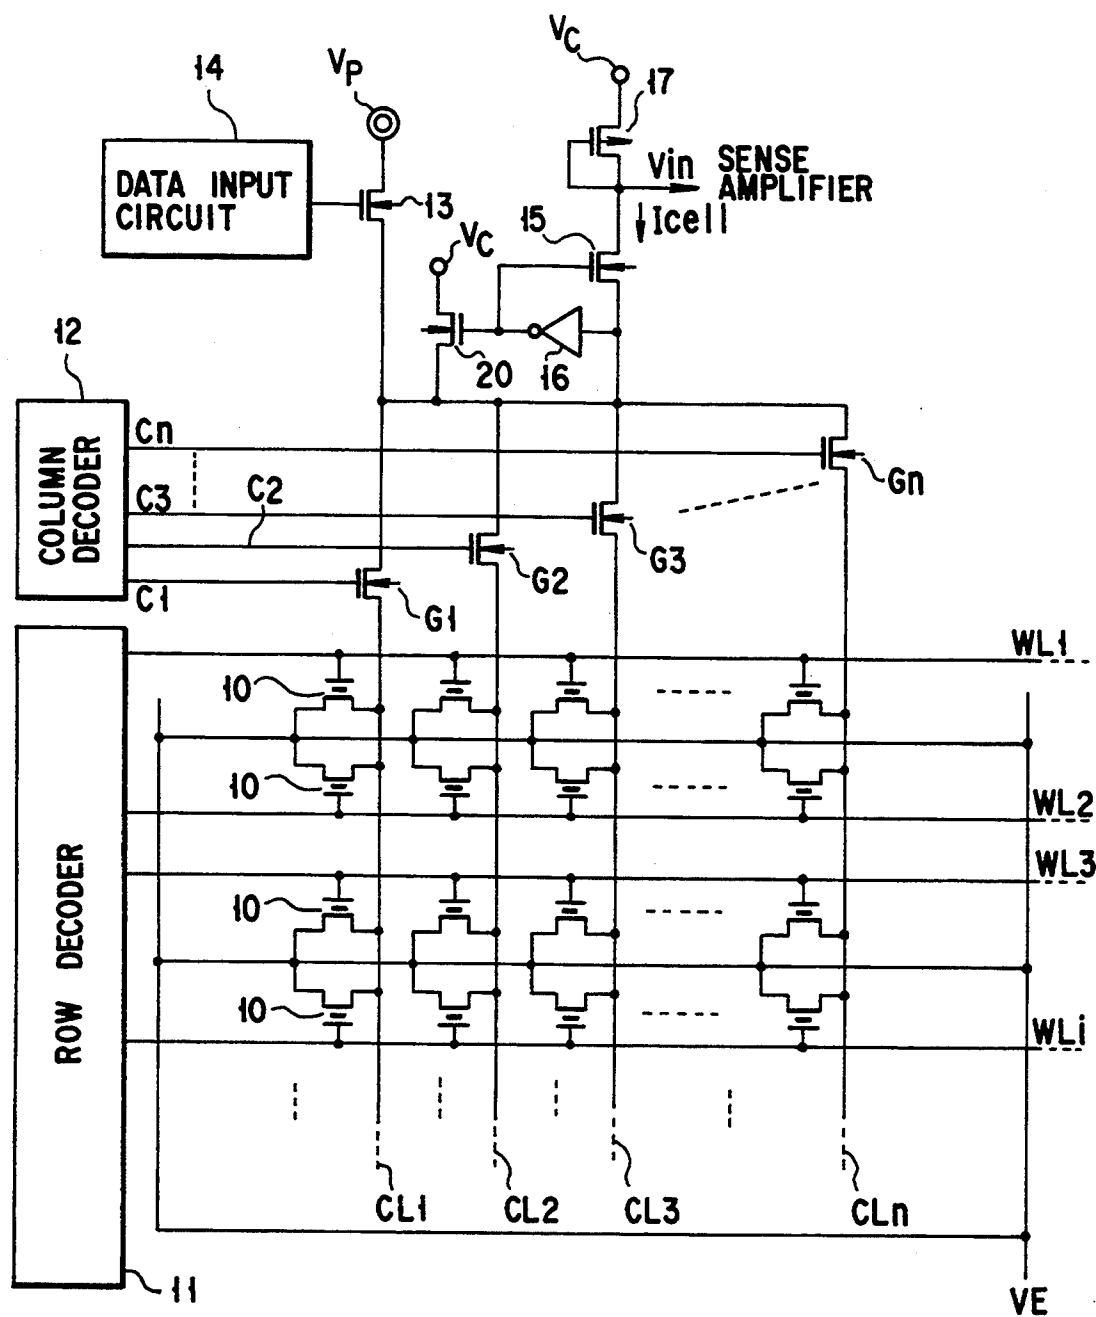 VC
14
VP
17
DATA INPUT
CIRCUIT
Vin
SENSE
AMPLIFIER
13
15
Icell
VC
12
20
16
COLUMN
DECODER
Cn
C3
C2
C1
Gn
G3
G2
G1
WL1
10
10
WL2
WL3
10
10
WLi
ROW DECODER
CL1
CL2
CL3
CLn
11
VE